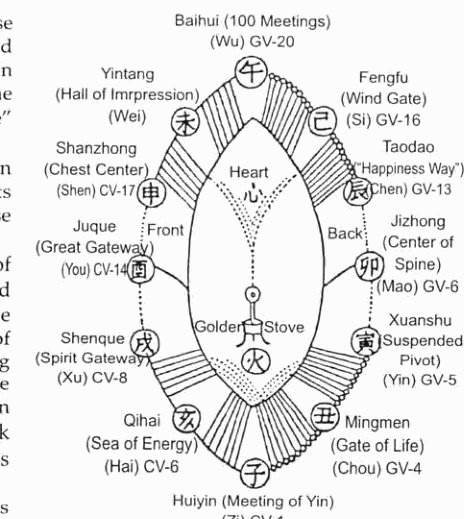 Baihui (100 Meetings)
(Wu) GV-20
午
Yintang
(Hall of Imrpression)
(Wei)
未
Fengfu
(Wind Gate)
(Si) GV-16
己
Shanzhong
(Chest Center)
(Shen) CV-17
申
Taodao
("Happiness Way")
(Chen) GV-13
辰
Heart
心
Juque
(Great Gateway)
(You) CV-14
酉
Front
Back
Jizhong
(Center of
Spine)
(Mao) GV-6
卯
Shenque
(Spirit Gateway)
(Xu) CV-8
戌
Golden Stove
火
Xuanshu
(Suspended
Pivot)
(Yin) GV-5
寅
Qihai
(Sea of Energy)
(Hai) CV-6
亥
Mingmen
(Gate of Life)
(Chou) GV-4
丑
子
Huiyin (Meeting of Yin)
(Zi) CV-1